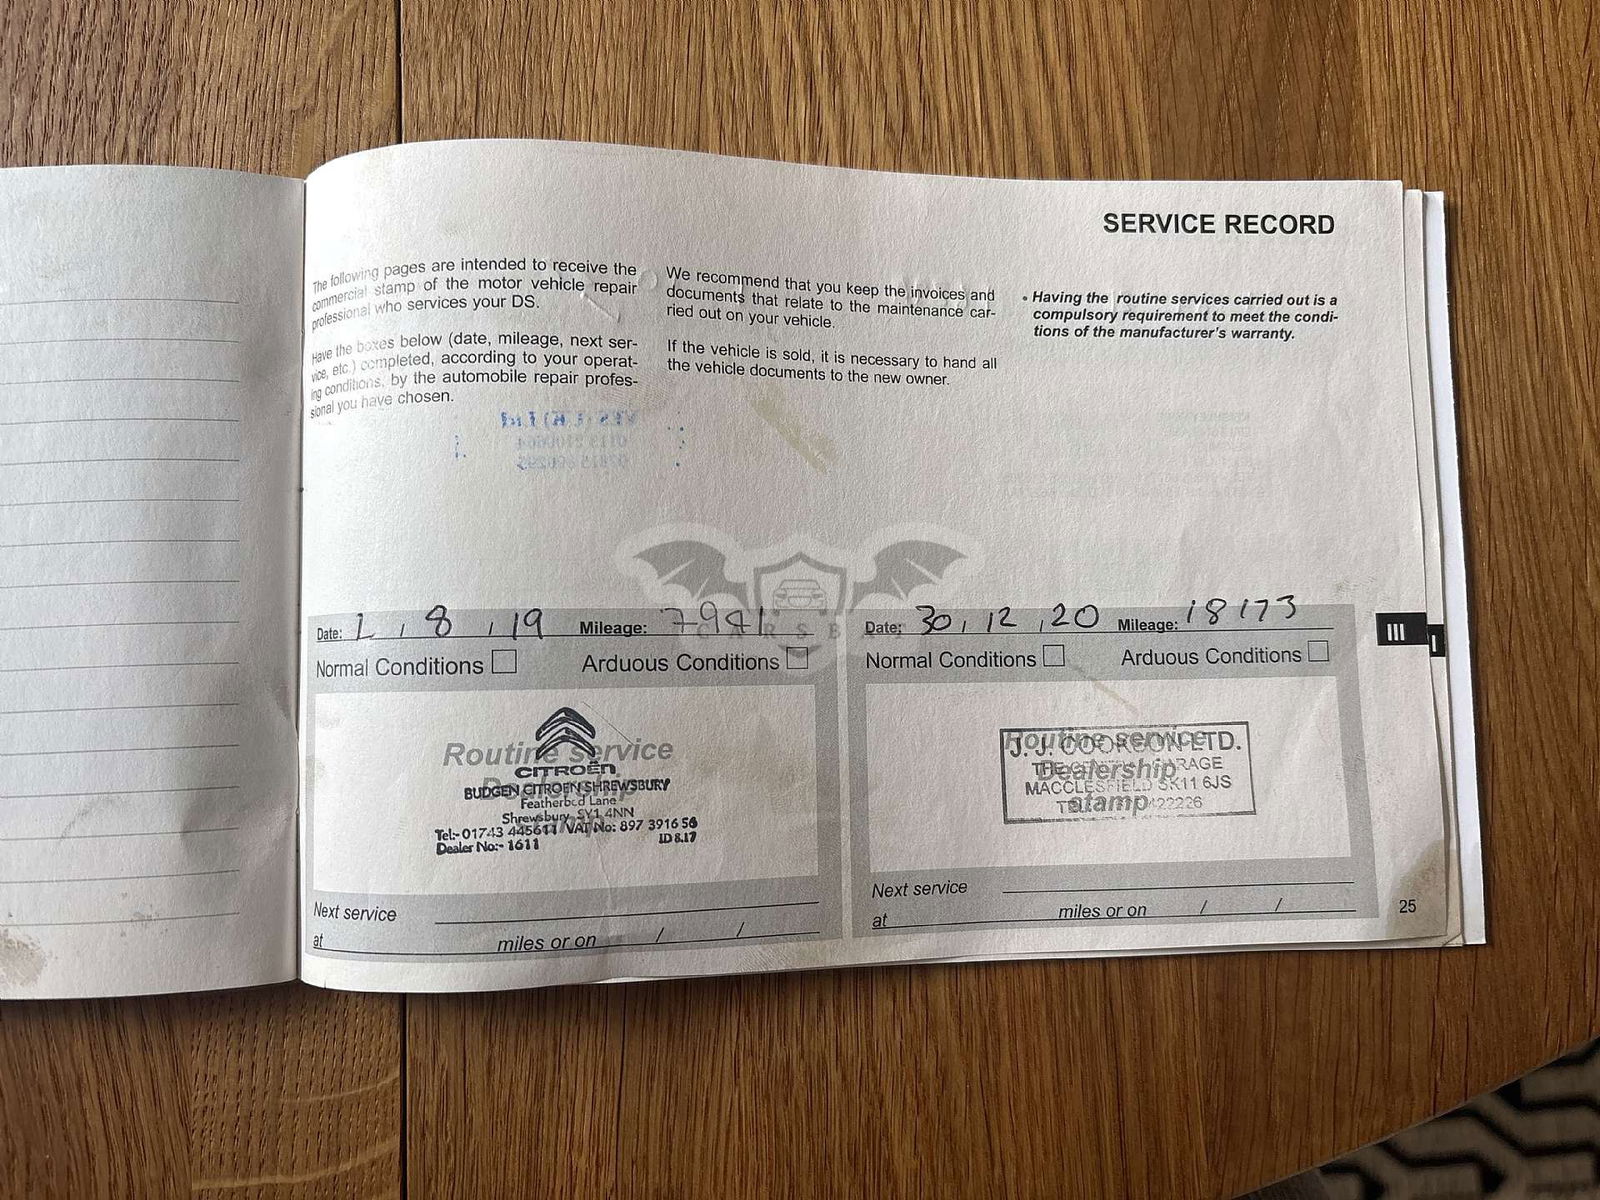 SERVICE RECORD
The following pages are intended to receive the
commercial stamp of the motor vehicle repair
professional who services your DS.
Have the boxes below (date, mileage, next ser-
vice, etc.) completed, according to your operat-
ing conditions, by the automobile repair profes-
sional you have chosen.
We recommend that you keep the invoices and
documents that relate to the maintenance car-
ried out on your vehicle.
If the vehicle is sold, it is necessary to hand all
the vehicle documents to the new owner.
• Having the routine services carried out is a
compulsory requirement to meet the condi-
tions of the manufacturer's warranty.
Date: 1, 8, 19 Mileage: 7941
Normal Conditions Arduous Conditions
Routine service
Dealership
stamp
CITROËN
BUDGEN CITROEN SHREWSBURY
Featherbed Lane
Shrewsbury SY1 4NN
Tel:- 01743 445611 VAT No: 897 3916 56
Dealer No:- 1611 ID 8.17
Next service
at miles or on / /
Date: 30, 12, 20 Mileage: 18173
Normal Conditions Arduous Conditions
Routine service
Dealership
stamp
J. J. COOKSON LTD.
GARAGE
MACCLESFIELD SK11 6JS
422226
Next service
at miles or on / /
III
I
25